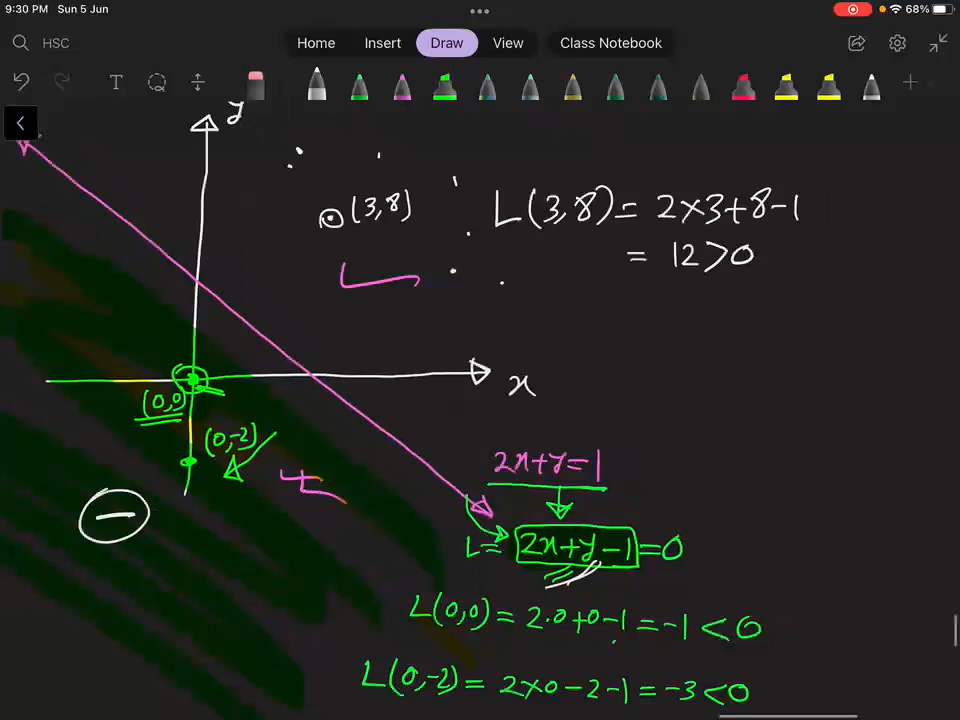 9:30 PM Sun 5 Jun 68%
HSC Home Insert Draw View Class Notebook
T
y
(3,8) L(3,8) = 2×3+8-1
= 12>0
x
(0,0)
(0,-2)
2x+y=1
L= 2x+y-1 =0
L(0,0) = 2·0+0-1 = -1 < 0
L(0,-2) = 2×0-2-1 = -3 <0